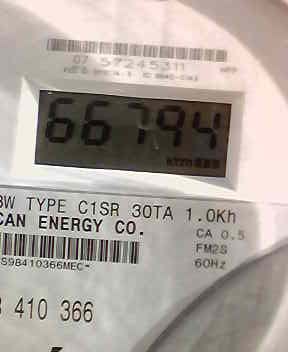 07 57245311
66794
3W TYPE C1SR 30TA 1.0Kh
CAN ENERGY CO. CA 0.5
FM2S
S98410366MEC- 60Hz
410 366